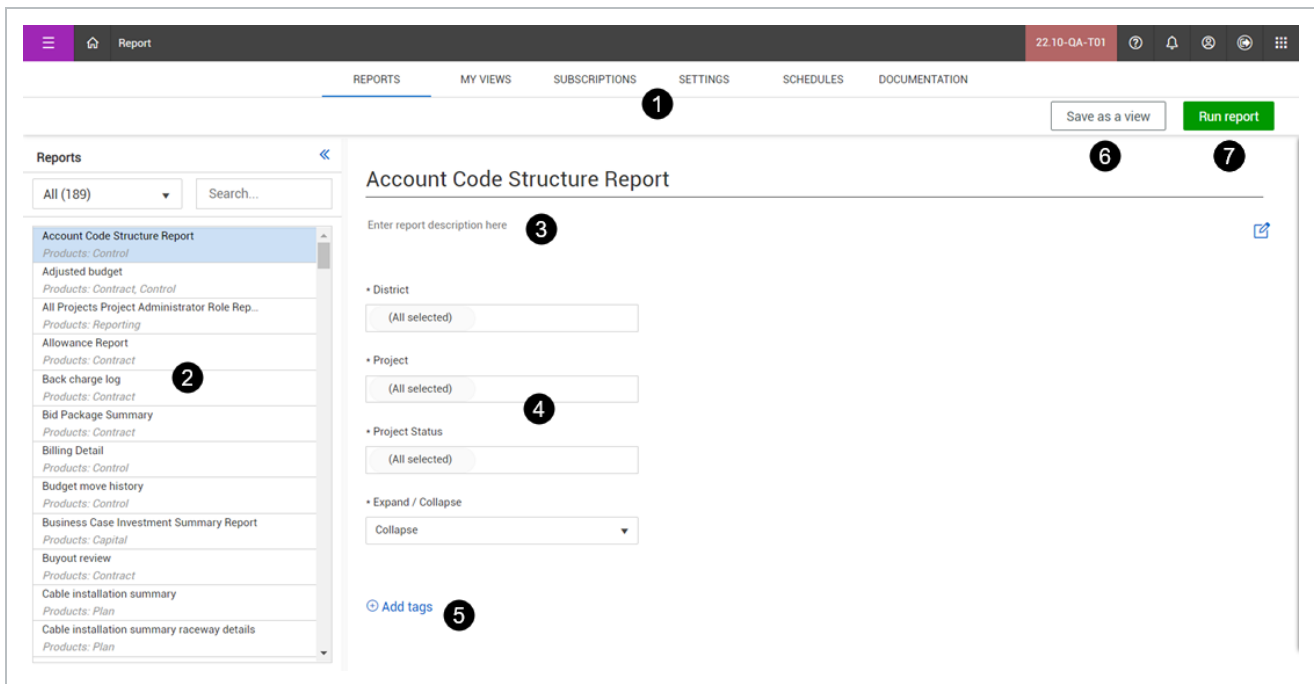 Report
22.10-QA-T01
REPORTS MY VIEWS SUBSCRIPTIONS SETTINGS SCHEDULES DOCUMENTATION
1
Save as a view Run report
6 7
Reports
All (189) Search...
Account Code Structure Report
Products: Control
Adjusted budget
Products: Contract, Control
All Projects Project Administrator Role Rep...
Products: Reporting
Allowance Report
Products: Contract
Back charge log
Products: Contract
2
Bid Package Summary
Products: Contract
Billing Detail
Products: Control
Budget move history
Products: Control
Business Case Investment Summary Report
Products: Capital
Buyout review
Products: Contract
Cable installation summary
Products: Plan
Cable installation summary raceway details
Products: Plan
Account Code Structure Report
Enter report description here 3
* District
(All selected)
* Project
(All selected)
4
* Project Status
(All selected)
* Expand / Collapse
Collapse
Add tags 5